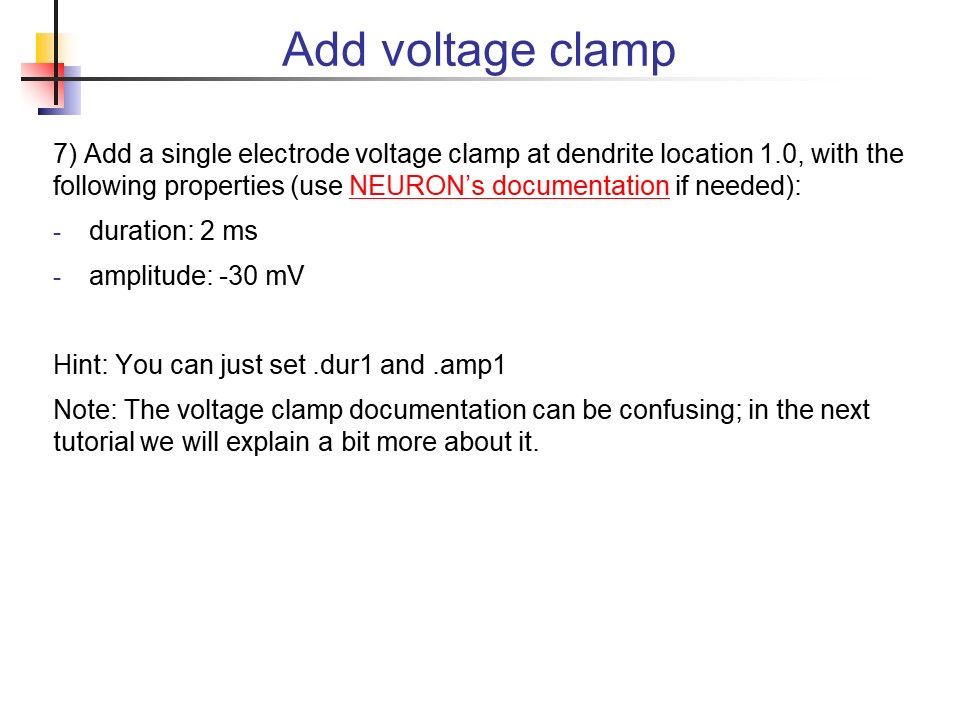 Add voltage clamp
7) Add a single electrode voltage clamp at dendrite location 1.0, with the
following properties (use NEURON’s documentation if needed):
- duration: 2 ms
- amplitude: -30 mV
Hint: You can just set .dur1 and .amp1
Note: The voltage clamp documentation can be confusing; in the next
tutorial we will explain a bit more about it.